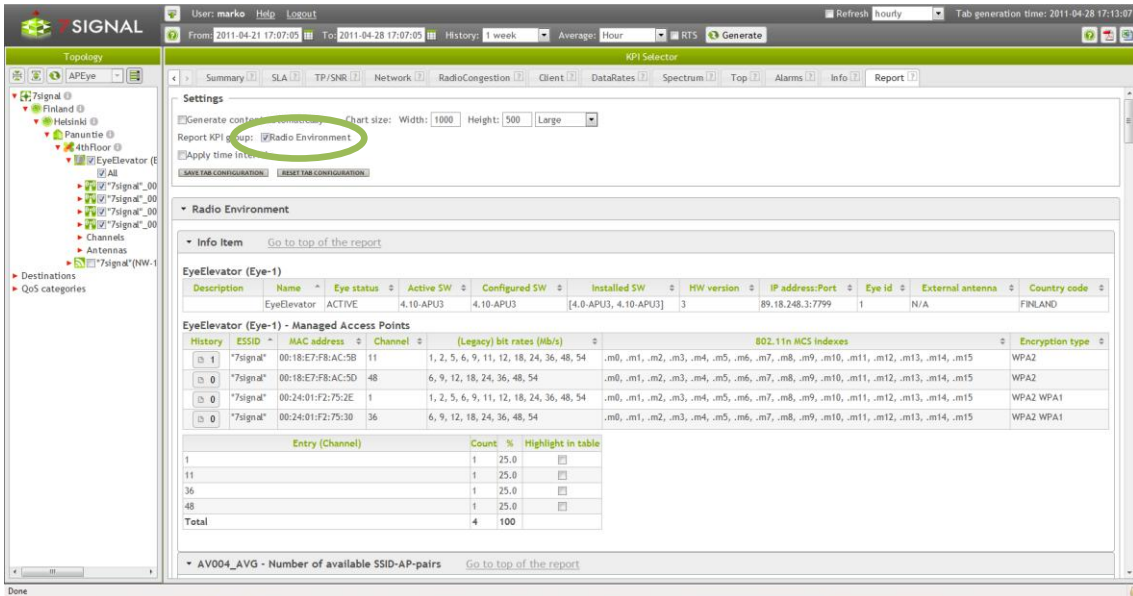 7SIGNAL
User: marko Help Logout
Refresh hourly Tab generation time: 2011-04-28 17:13:07
From: 2011-04-21 17:07:05 To: 2011-04-28 17:07:05 History: 1 week Average: Hour RTS Generate
Topology
KPI Selector
APEye
Summary SLA TP/SNR Network RadioCongestion Client DataRates Spectrum Top Alarms Info Report
7signal
Finland
Helsinki
Panuntie
4thFloor
EyeElevator (E
All
"7signal"_00
"7signal"_00
"7signal"_00
"7signal"_00
Channels
Antennas
"7signal"(NW-1
Destinations
QoS categories
Settings
Generate content Chart size: Width: 1000 Height: 500 Large
Report KPI group: Radio Environment
Apply time
SAVE TAB CONFIGURATION RESET TAB CONFIGURATION
Radio Environment
Info Item Go to top of the report
EyeElevator (Eye-1)
Description Name Eye status Active SW Configured SW Installed SW HW version IP address:Port Eye id External antenna Country code
EyeElevator ACTIVE 4.10-APU3 4.10-APU3 [4.0-APU3, 4.10-APU3] 3 89.18.248.3:7799 1 N/A FINLAND
EyeElevator (Eye-1) - Managed Access Points
History ESSID MAC address Channel (Legacy) bit rates (Mb/s) 802.11n MCS indexes Encryption type
1 "7signal" 00:18:E7:F8:AC:5B 11 1, 2, 5, 6, 9, 11, 12, 18, 24, 36, 48, 54 .m0, .m1, .m2, .m3, .m4, .m5, .m6, .m7, .m8, .m9, .m10, .m11, .m12, .m13, .m14, .m15 WPA2
0 "7signal" 00:18:E7:F8:AC:5D 48 6, 9, 12, 18, 24, 36, 48, 54 .m0, .m1, .m2, .m3, .m4, .m5, .m6, .m7, .m8, .m9, .m10, .m11, .m12, .m13, .m14, .m15 WPA2
0 "7signal" 00:24:01:F2:75:2E 1 1, 2, 5, 6, 9, 11, 12, 18, 24, 36, 48, 54 .m0, .m1, .m2, .m3, .m4, .m5, .m6, .m7, .m8, .m9, .m10, .m11, .m12, .m13, .m14, .m15 WPA2 WPA1
0 "7signal" 00:24:01:F2:75:30 36 6, 9, 12, 18, 24, 36, 48, 54 .m0, .m1, .m2, .m3, .m4, .m5, .m6, .m7, .m8, .m9, .m10, .m11, .m12, .m13, .m14, .m15 WPA2 WPA1
Entry (Channel) Count % Highlight in table
1 1 25.0
11 1 25.0
36 1 25.0
48 1 25.0
Total 4 100
AV004_AVG - Number of available SSID-AP-pairs Go to top of the report
Done